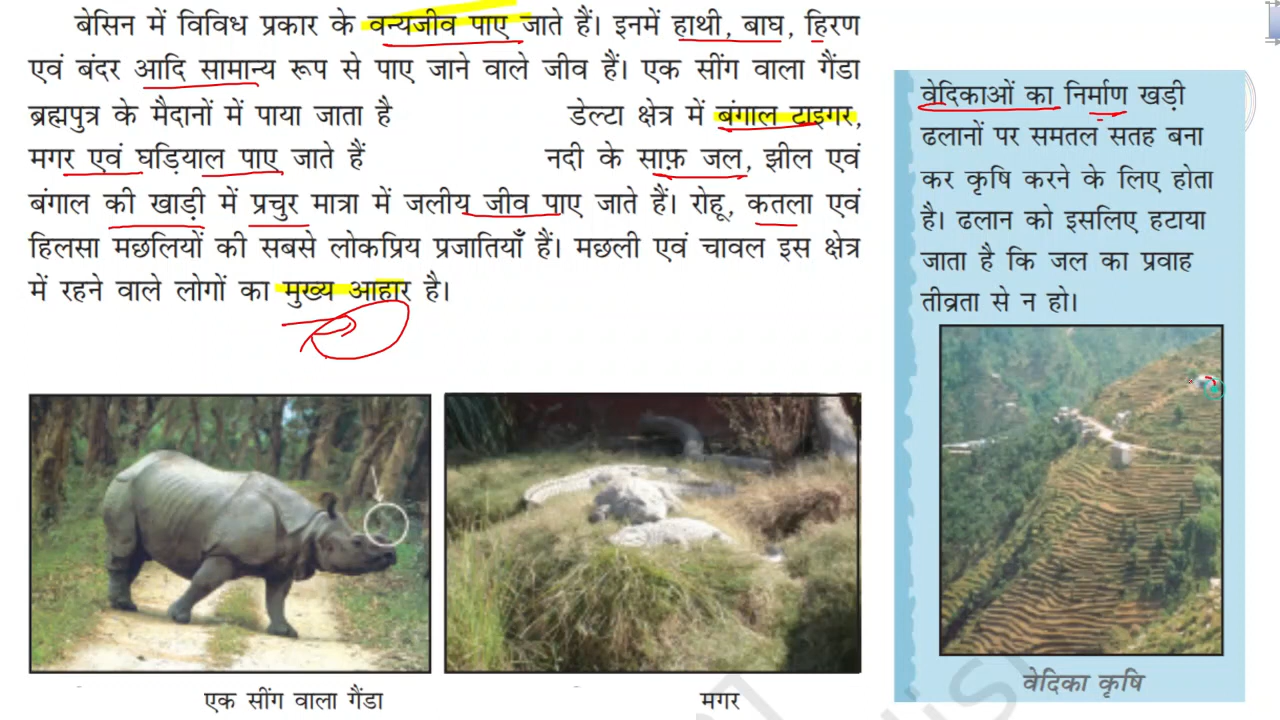 बेसिन में विविध प्रकार के वन्यजीव पाए जाते हैं। इनमें हाथी, बाघ, हिरण
एवं बंदर आदि सामान्य रूप से पाए जाने वाले जीव हैं। एक सींग वाला गैंडा
ब्रह्मपुत्र के मैदानों में पाया जाता है डेल्टा क्षेत्र में बंगाल टाइगर,
मगर एवं घड़ियाल पाए जाते हैं नदी के साफ़ जल, झील एवं
बंगाल की खाड़ी में प्रचुर मात्रा में जलीय जीव पाए जाते हैं। रोहू, कतला एवं
हिलसा मछलियों की सबसे लोकप्रिय प्रजातियाँ हैं। मछली एवं चावल इस क्षेत्र
में रहने वाले लोगों का मुख्य आहार है।
एक सींग वाला गैंडा
मगर
वेदिकाओं का निर्माण खड़ी
ढलानों पर समतल सतह बना
कर कृषि करने के लिए होता
है। ढलान को इसलिए हटाया
जाता है कि जल का प्रवाह
तीव्रता से न हो।
वेदिका कृषि